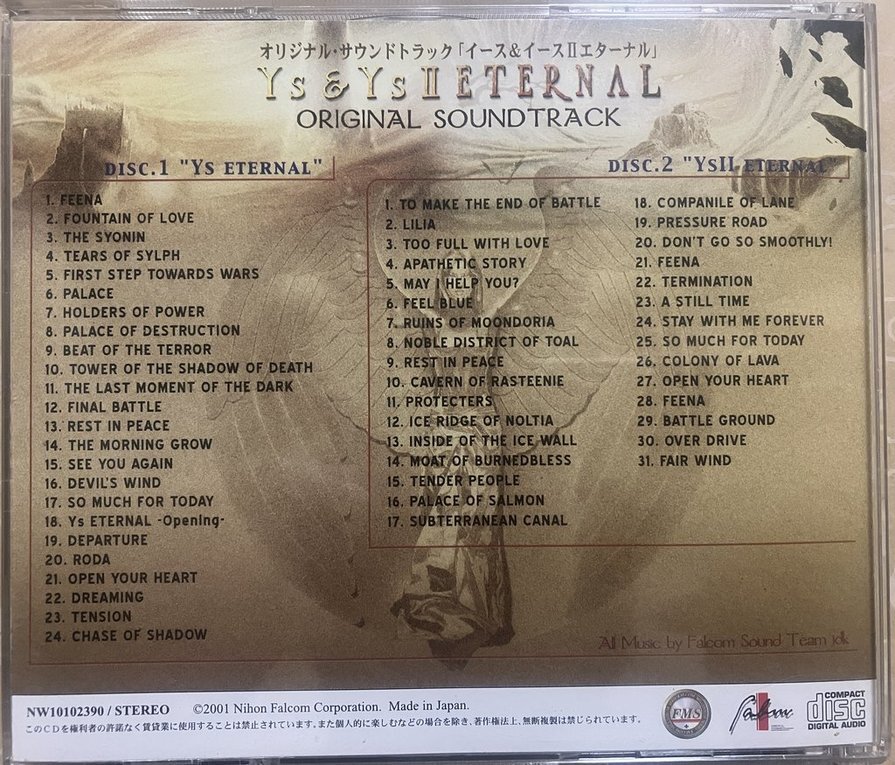 オリジナル・サウンドトラック「イース&イースⅡエターナル」
Ys & Ys II ETERNAL
ORIGINAL SOUNDTRACK
DISC.1 "YS ETERNAL"
1. FEENA
2. FOUNTAIN OF LOVE
3. THE SYONIN
4. TEARS OF SYLPH
5. FIRST STEP TOWARDS WARS
6. PALACE
7. HOLDERS OF POWER
8. PALACE OF DESTRUCTION
9. BEAT OF THE TERROR
10. TOWER OF THE SHADOW OF DEATH
11. THE LAST MOMENT OF THE DARK
12. FINAL BATTLE
13. REST IN PEACE
14. THE MORNING GROW
15. SEE YOU AGAIN
16. DEVIL'S WIND
17. SO MUCH FOR TODAY
18. Ys ETERNAL -Opening-
19. DEPARTURE
20. RODA
21. OPEN YOUR HEART
22. DREAMING
23. TENSION
24. CHASE OF SHADOW
DISC.2 "YSII ETERNAL"
1. TO MAKE THE END OF BATTLE
2. LILIA
3. TOO FULL WITH LOVE
4. APATHETIC STORY
5. MAY I HELP YOU?
6. FEEL BLUE
7. RUINS OF MOONDORIA
8. NOBLE DISTRICT OF TOAL
9. REST IN PEACE
10. CAVERN OF RASTEENIE
11. PROTECTERS
12. ICE RIDGE OF NOLTIA
13. INSIDE OF THE ICE WALL
14. MOAT OF BURNEDBLESS
15. TENDER PEOPLE
16. PALACE OF SALMON
17. SUBTERRANEAN CANAL
18. COMPANILE OF LANE
19. PRESSURE ROAD
20. DON'T GO SO SMOOTHLY!
21. FEENA
22. TERMINATION
23. A STILL TIME
24. STAY WITH ME FOREVER
25. SO MUCH FOR TODAY
26. COLONY OF LAVA
27. OPEN YOUR HEART
28. FEENA
29. BATTLE GROUND
30. OVER DRIVE
31. FAIR WIND
All Music by Falcom Sound Team jdk
NW10102390 / STEREO ©2001 Nihon Falcom Corporation. Made in Japan.
このCDを権利者の許諾なく賃貸業に使用することは禁止されています。また個人的に楽しむなどの場合を除き、著作権法上、無断複製は禁じられています。
FMS
Falcom
COMPACT
disc
DIGITAL AUDIO